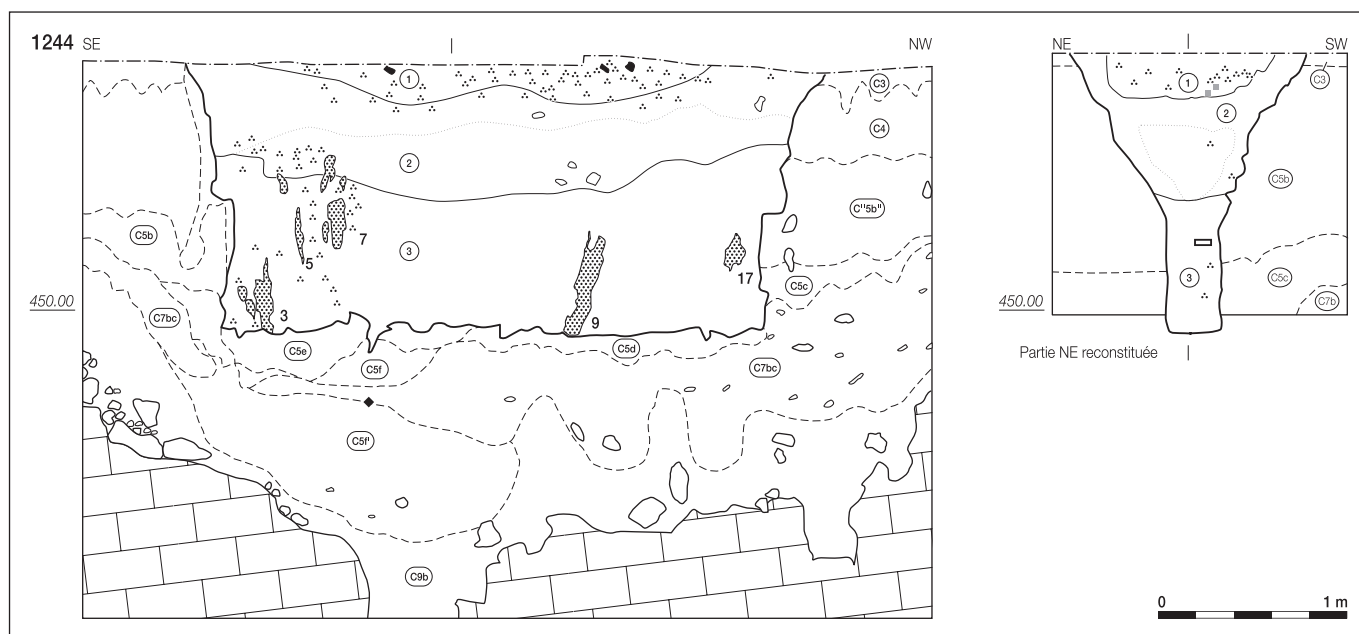 1244 SE NW
1
C3
C4
2
C"5b"
7
3
C5b
5
17
C5c
450.00
C7bc
3
9
C5e
C5d
C5f
C7bc
C5f'
C9b
NE SW
1
C3
2
C5b
3
C5c
450.00
C7b
Partie NE reconstituée
0 1 m